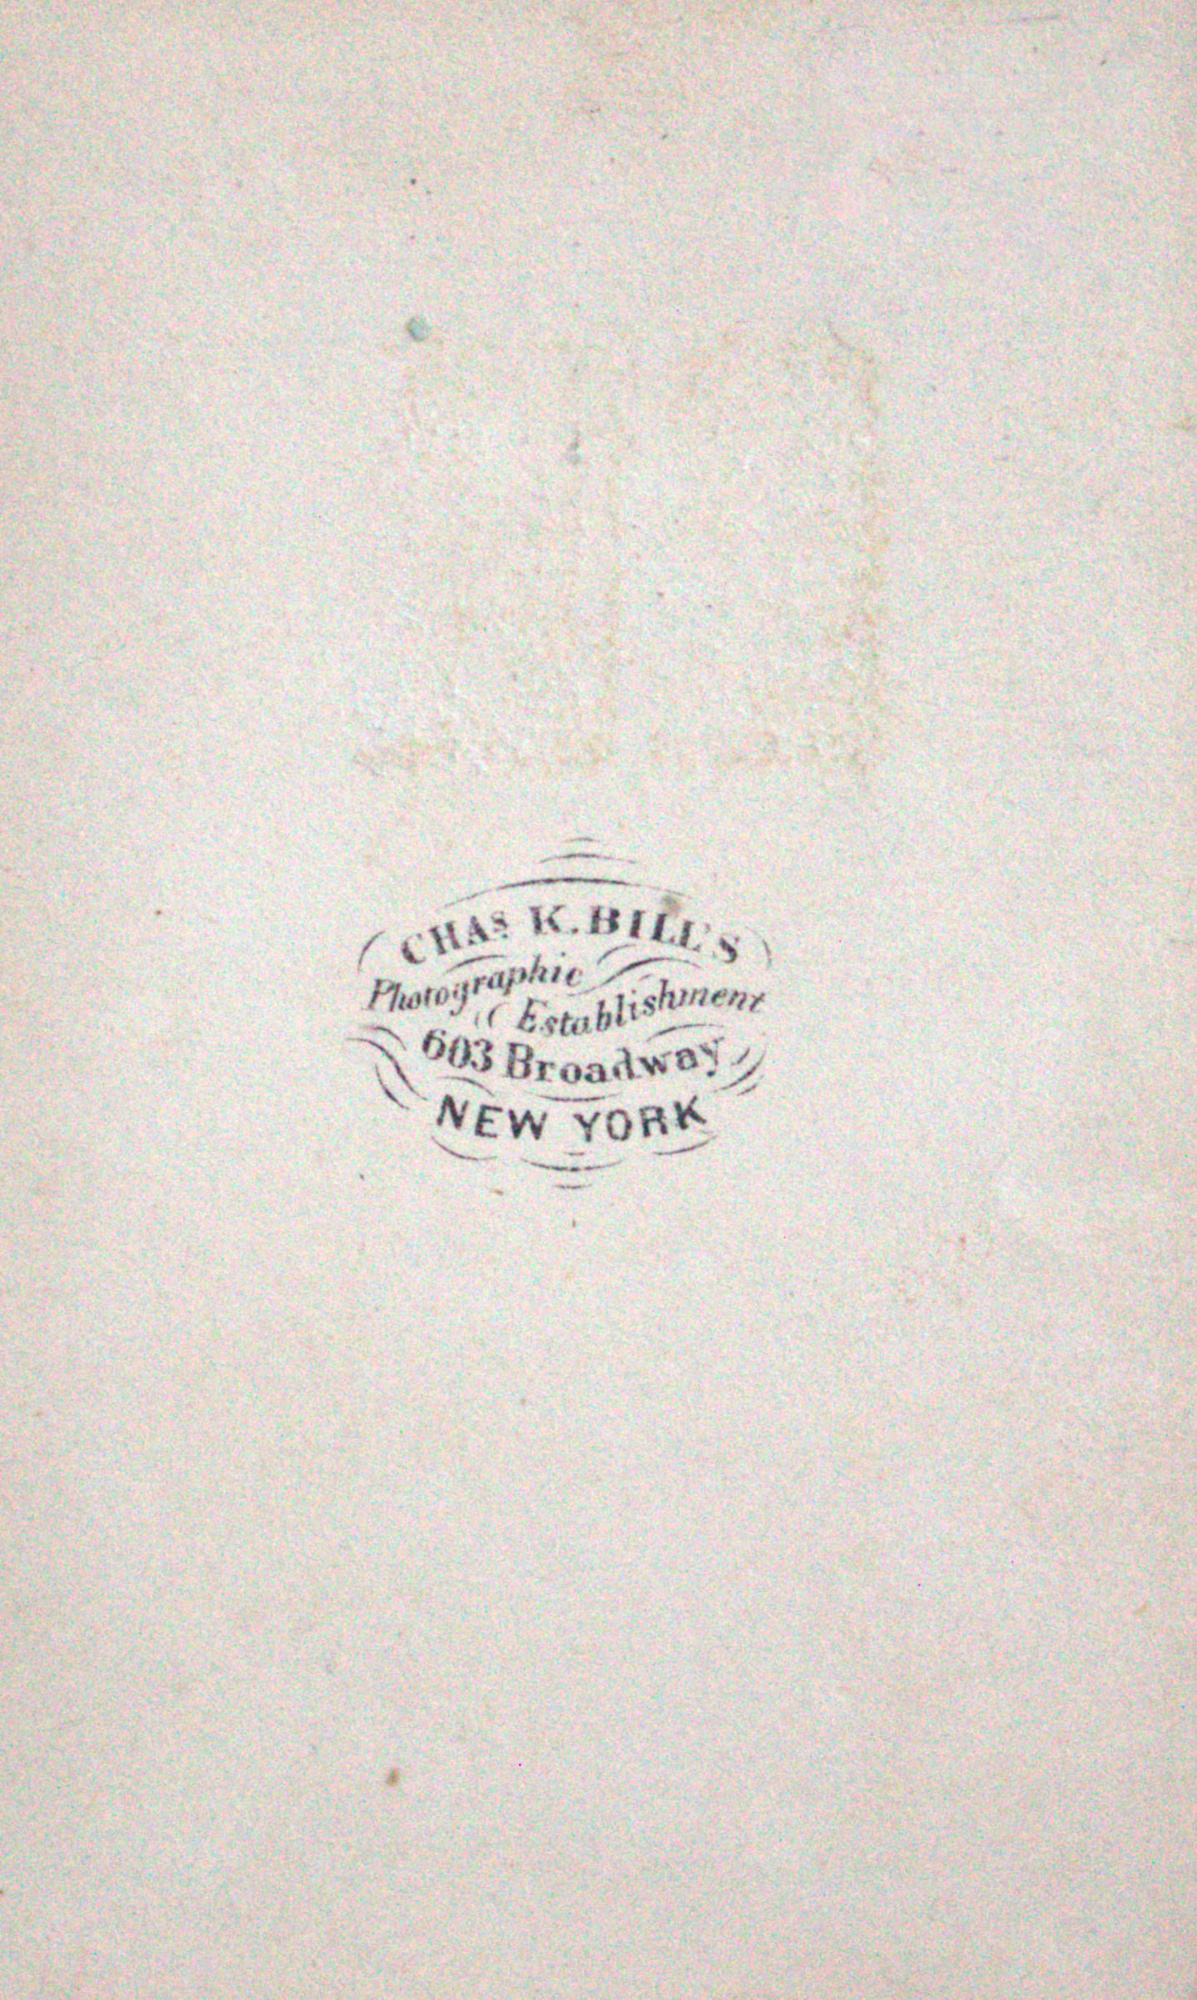 CHAS. K. BILL'S
Photographic
Establishment
603 Broadway
NEW YORK